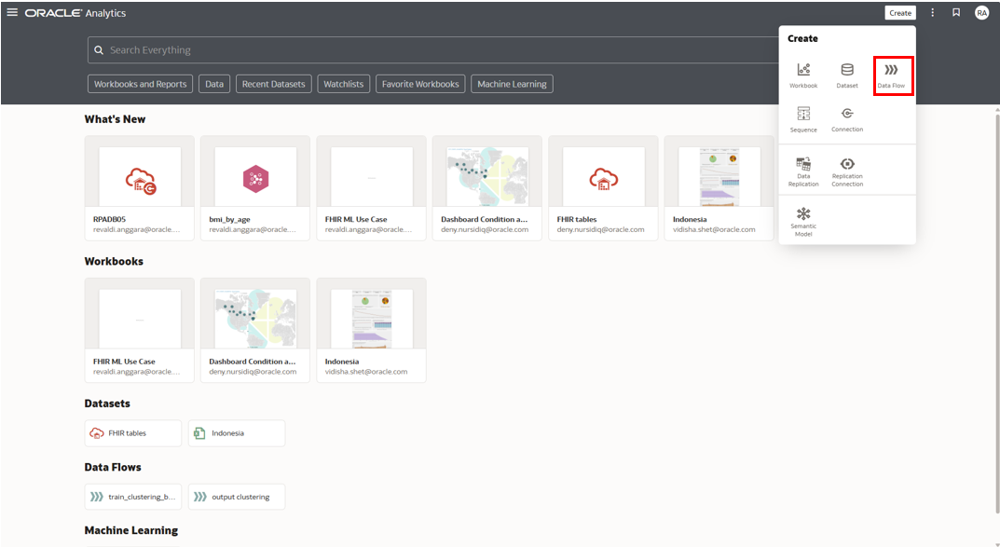 ORACLE Analytics
Create
RA
Search Everything
Workbooks and Reports
Data
Recent Datasets
Watchlists
Favorite Workbooks
Machine Learning
Create
Workbook
Dataset
Data Flow
Sequence
Connection
Data
Replication
Replication
Connection
Semantic
Model
What's New
RPADB05
revaldi.anggara@oracle....
bmi_by_age
revaldi.anggara@oracle....
FHIR ML Use Case
revaldi.anggara@oracle....
Dashboard Condition a...
deny.nursidiq@oracle.com
FHIR tables
deny.nursidiq@oracle.com
Indonesia
vidisha.shet@oracle.com
Workbooks
FHIR ML Use Case
revaldi.anggara@oracle....
Dashboard Condition a...
deny.nursidiq@oracle.com
Indonesia
vidisha.shet@oracle.com
Datasets
FHIR tables
Indonesia
Data Flows
train_clustering_b...
output clustering
Machine Learning